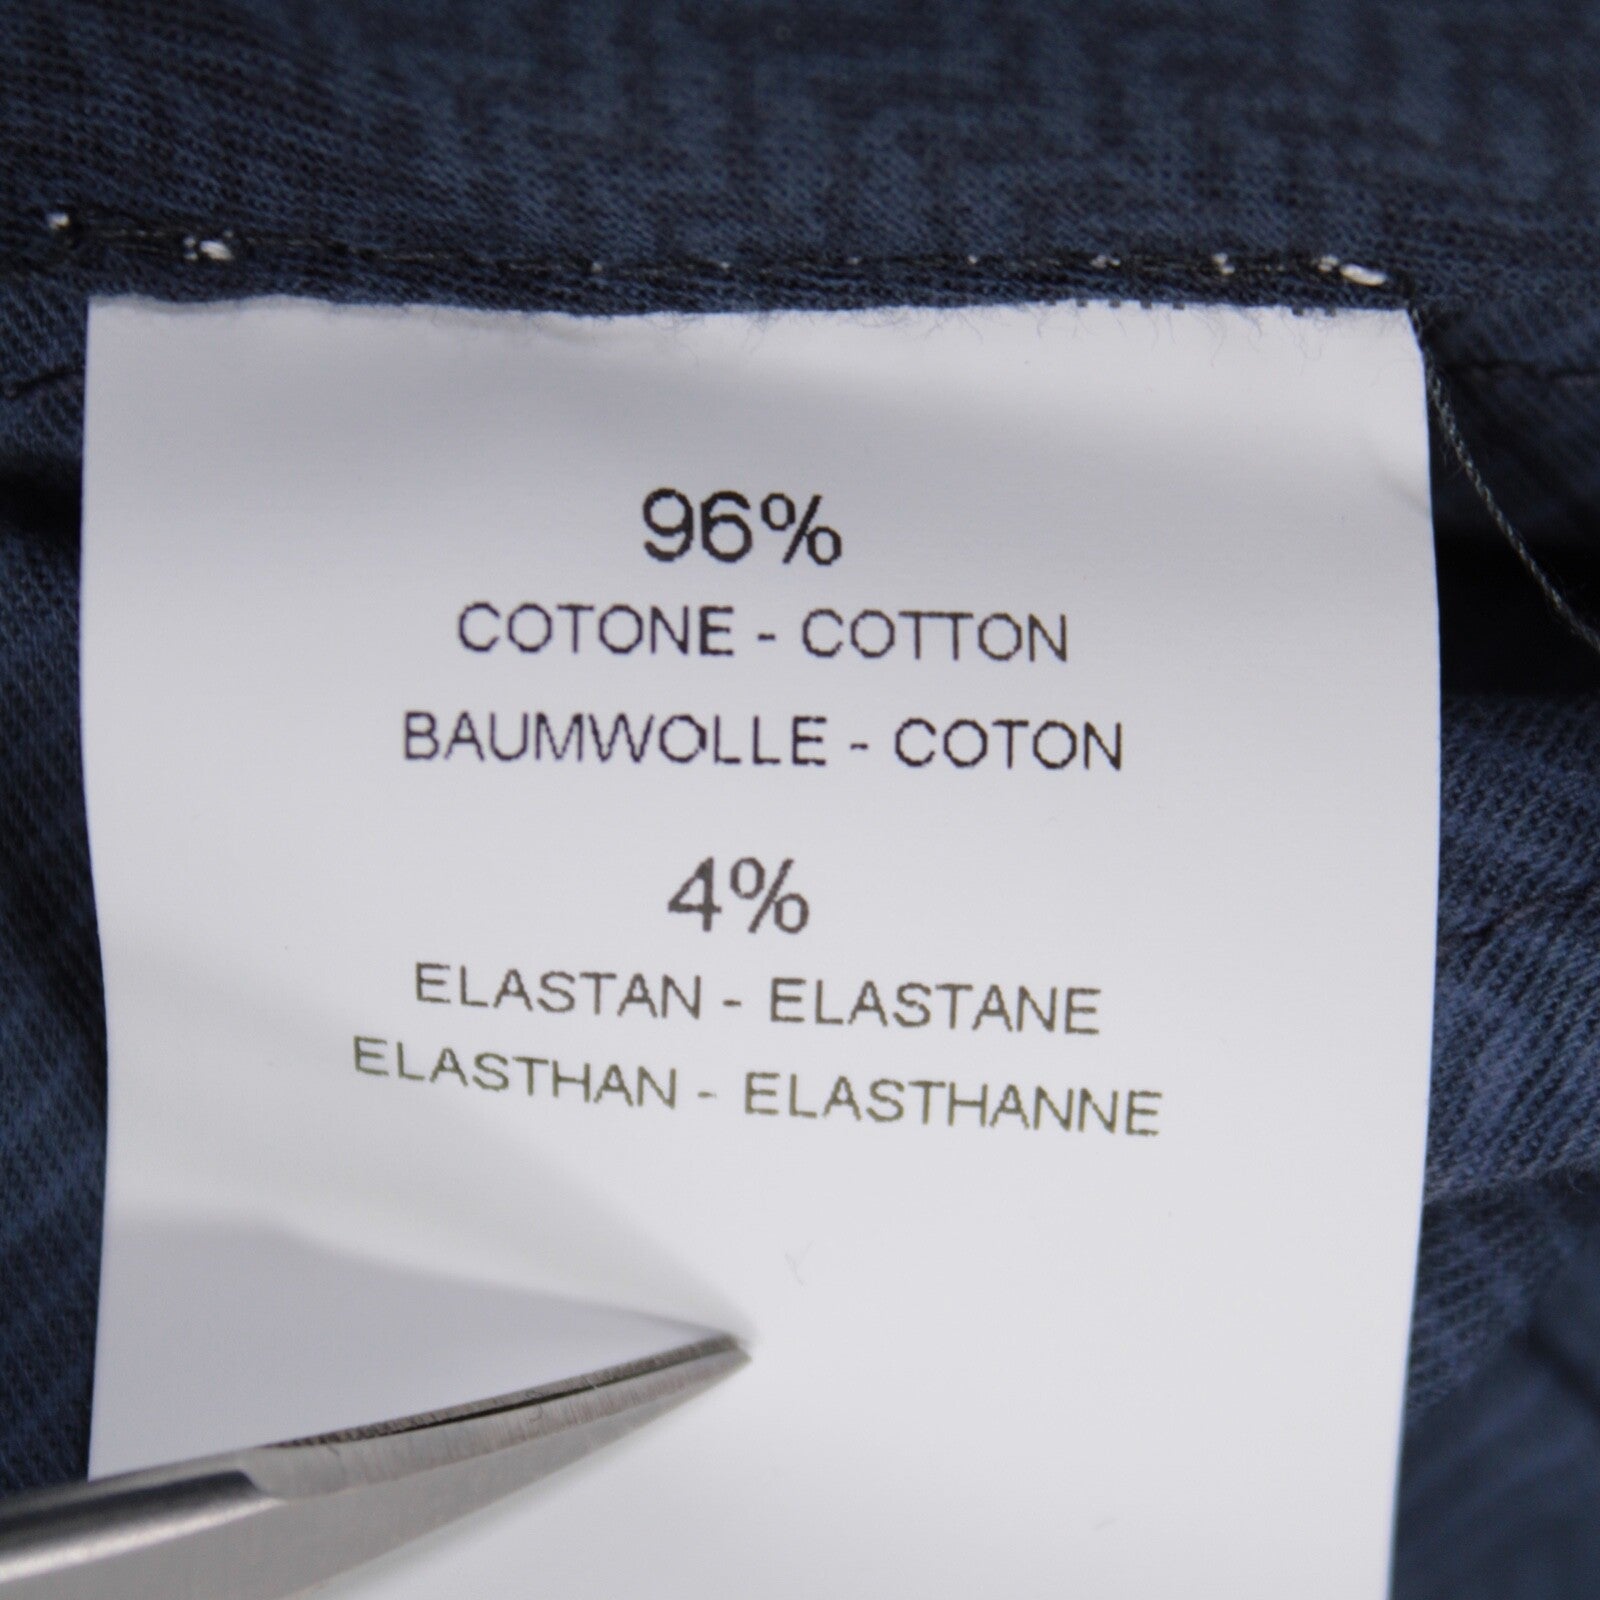 96%
COTONE - COTTON
BAUMWOLLE - COTON
4%
ELASTAN - ELASTANE
ELASTHAN - ELASTHANNE